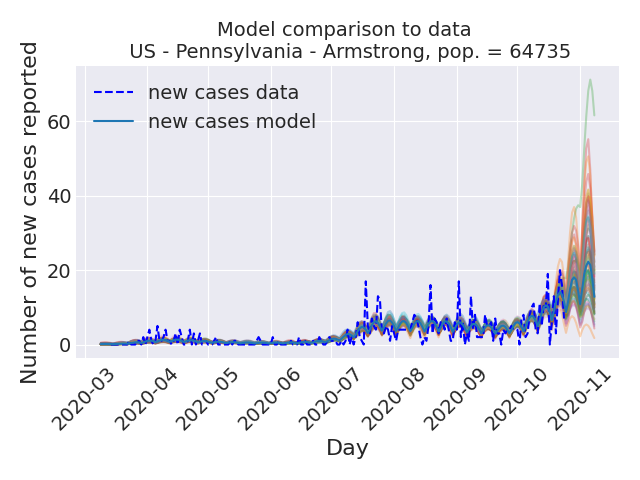 Model comparison to data
US - Pennsylvania - Armstrong, pop. = 64735
Number of new cases reported
new cases data
new cases model
60
40
20
0
2020-03
2020-04
2020-05
2020-06
2020-07
2020-08
2020-09
2020-10
2020-11
Day